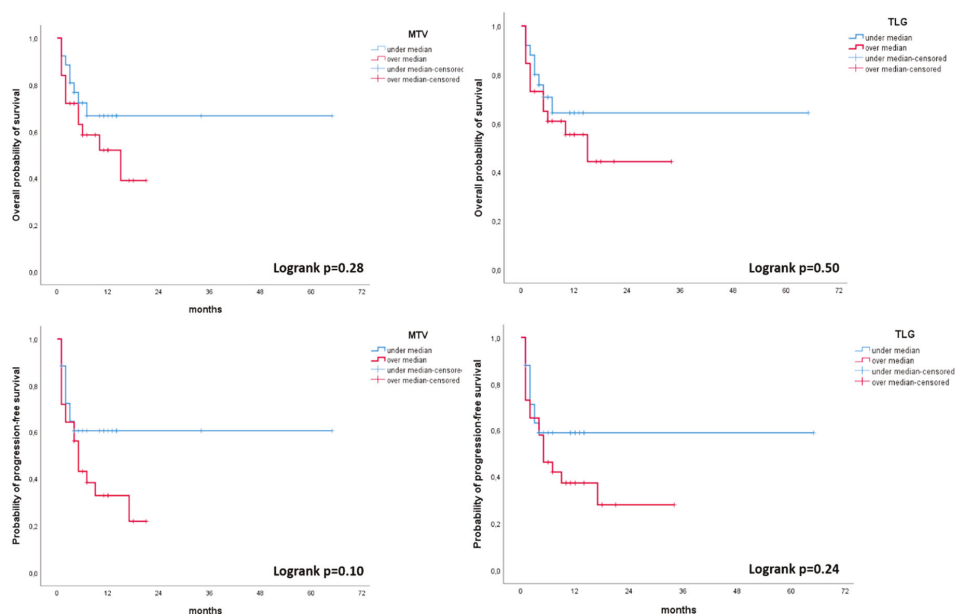 MTV
under median
over median
under median-censored
over median-censored
Overall probability of survival
1,0
0,8
0,6
0,4
0,2
0,0
Logrank p=0.28
0 12 24 36 48 60 72
months
TLG
under median
over median
under median-censored
over median-censored
Overall probability of survival
1,0
0,8
0,6
0,4
0,2
0,0
Logrank p=0.50
0 12 24 36 48 60 72
MTV
under median
over median
under median-censored
over median-censored
Probability of progression-free survival
1,0
0,8
0,6
0,4
0,2
0,0
Logrank p=0.10
0 12 24 36 48 60 72
months
TLG
under median
over median
under median-censored
over median-censored
Probability of progression-free survival
1,0
0,8
0,6
0,4
0,2
0,0
Logrank p=0.24
0 12 24 36 48 60 72
months